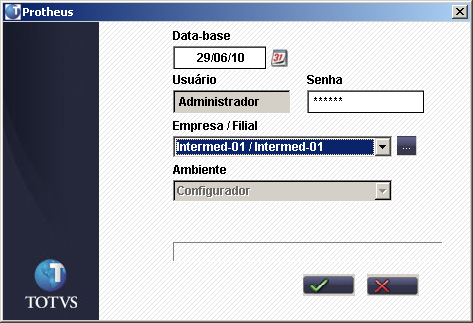 Protheus
Data-base
29/06/10
31
Usuário
Senha
Administrador
******
Empresa / Filial
Intermed-01 / Intermed-01
...
Ambiente
Configurador
TOTVS